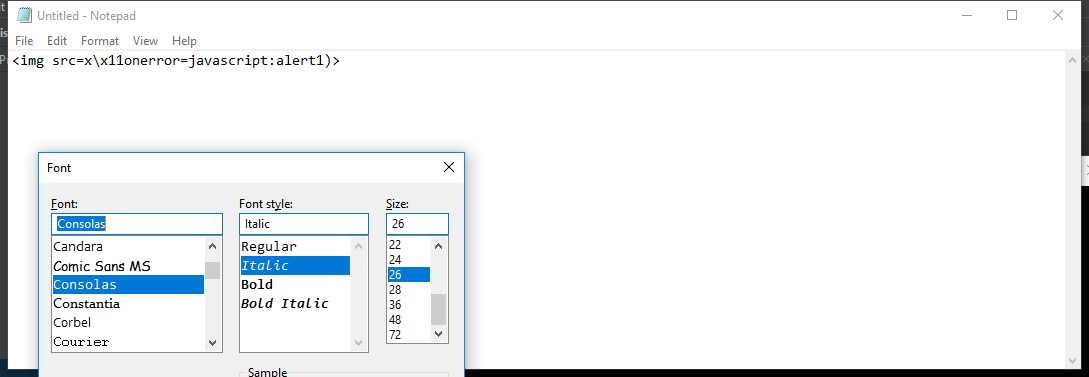 Untitled - Notepad
File Edit Format View Help
<img src=x\x11onerror=javascript:alert1)>
Font
Font: Font style: Size:
Consolas Italic 26
Candara Regular 22
Comic Sans MS Italic 24
Consolas Bold 26
Constantia Bold Italic 28
Corbel 36
Courier 48
72
Sample